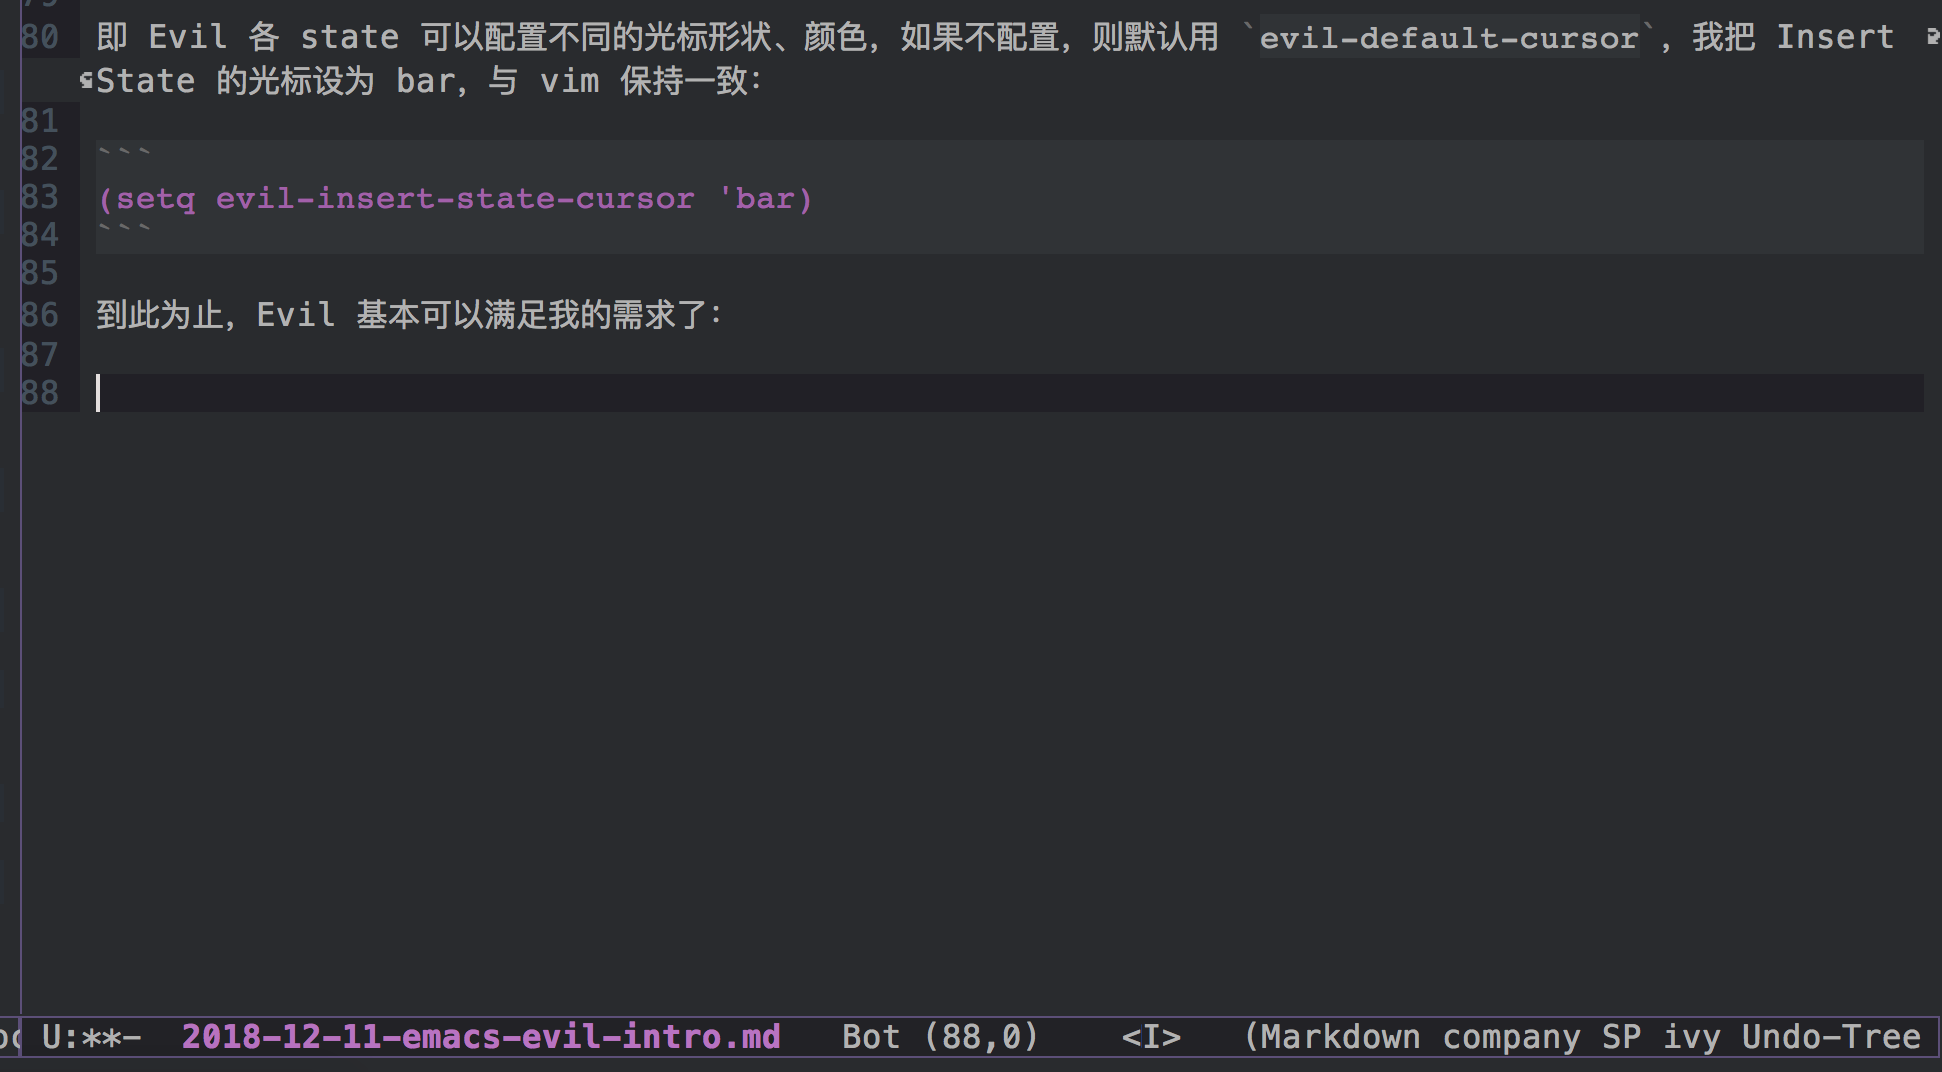 80 即 Evil 各 state 可以配置不同的光标形状、颜色，如果不配置，则默认用 `evil-default-cursor`，我把 Insert
State 的光标设为 bar，与 vim 保持一致：
81
82 ```
83 (setq evil-insert-state-cursor 'bar)
84 ```
85
86 到此为止，Evil 基本可以满足我的需求了：
87
88
U:**- 2018-12-11-emacs-evil-intro.md Bot (88,0) <I> (Markdown company SP ivy Undo-Tree